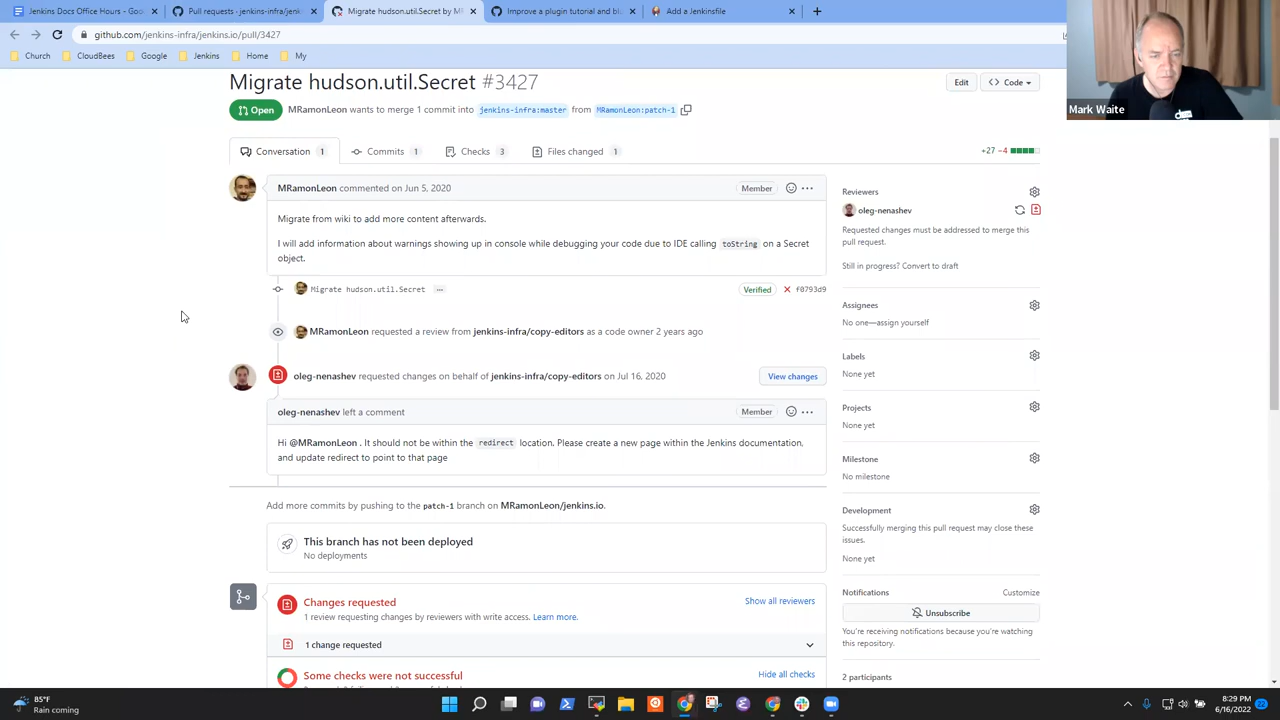 Jenkins Docs Office Hours - Goo
Pull requests · jenkins-infra/je
Migrate hudson.util.Secret by M
Improve a plugin tutorial and bl
Add a Jenkinsfile
github.com/jenkins-infra/jenkins.io/pull/3427
Church
CloudBees
Google
Jenkins
Home
My
Migrate hudson.util.Secret #3427
Edit
Code
Open
MRamonLeon wants to merge 1 commit into jenkins-infra:master from MRamonLeon:patch-1
Mark Waite
Conversation 1
Commits 1
Checks 3
Files changed 1
+27 −4
MRamonLeon commented on Jun 5, 2020
Member
Migrate from wiki to add more content afterwards.
I will add information about warnings showing up in console while debugging your code due to IDE calling toString on a Secret
object.
Migrate hudson.util.Secret
Verified
f0793d9
MRamonLeon requested a review from jenkins-infra/copy-editors as a code owner 2 years ago
oleg-nenashev requested changes on behalf of jenkins-infra/copy-editors on Jul 16, 2020
View changes
oleg-nenashev left a comment
Member
Hi @MRamonLeon . It should not be within the redirect location. Please create a new page within the Jenkins documentation,
and update redirect to point to that page
Add more commits by pushing to the patch-1 branch on MRamonLeon/jenkins.io.
This branch has not been deployed
No deployments
Changes requested
1 review requesting changes by reviewers with write access. Learn more.
Show all reviewers
1 change requested
Some checks were not successful
Hide all checks
Reviewers
oleg-nenashev
Requested changes must be addressed to merge this
pull request.
Still in progress? Convert to draft
Assignees
No one—assign yourself
Labels
None yet
Projects
None yet
Milestone
No milestone
Development
Successfully merging this pull request may close these
issues.
None yet
Notifications
Customize
Unsubscribe
You're receiving notifications because you're watching
this repository.
2 participants
85°F
Rain coming
8:29 PM
6/16/2022
22